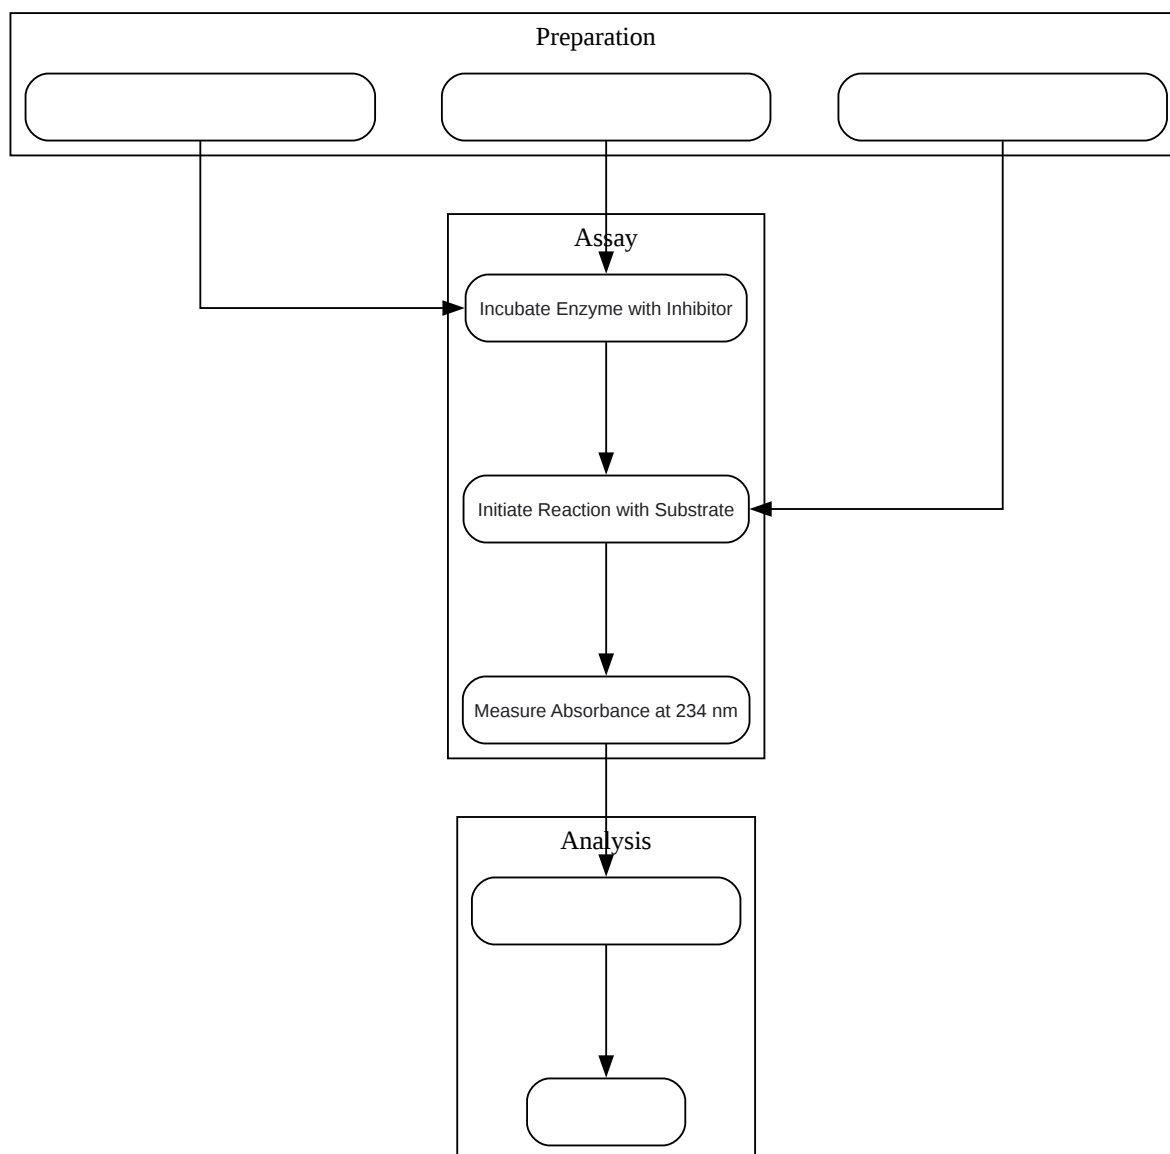 Preparation
Assay
Incubate Enzyme with Inhibitor
Initiate Reaction with Substrate
Measure Absorbance at 234 nm
Analysis